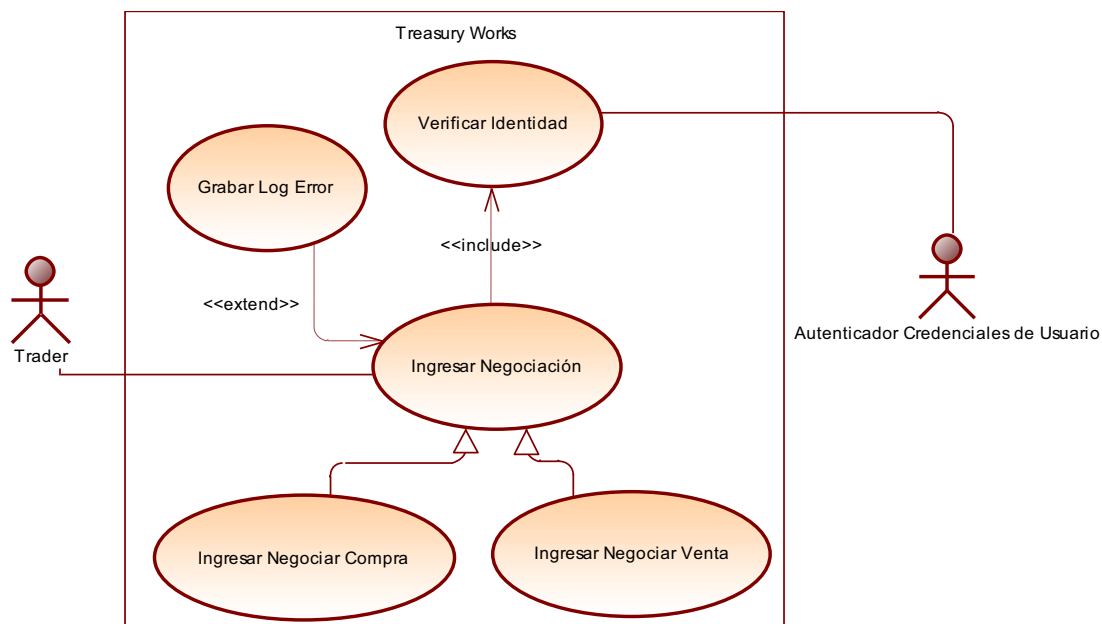 Treasury Works
Verificar Identidad
Grabar Log Error
<<include>>
<<extend>>
Trader
Autenticador Credenciales de Usuario
Ingresar Negociación
Ingresar Negociar Compra
Ingresar Negociar Venta